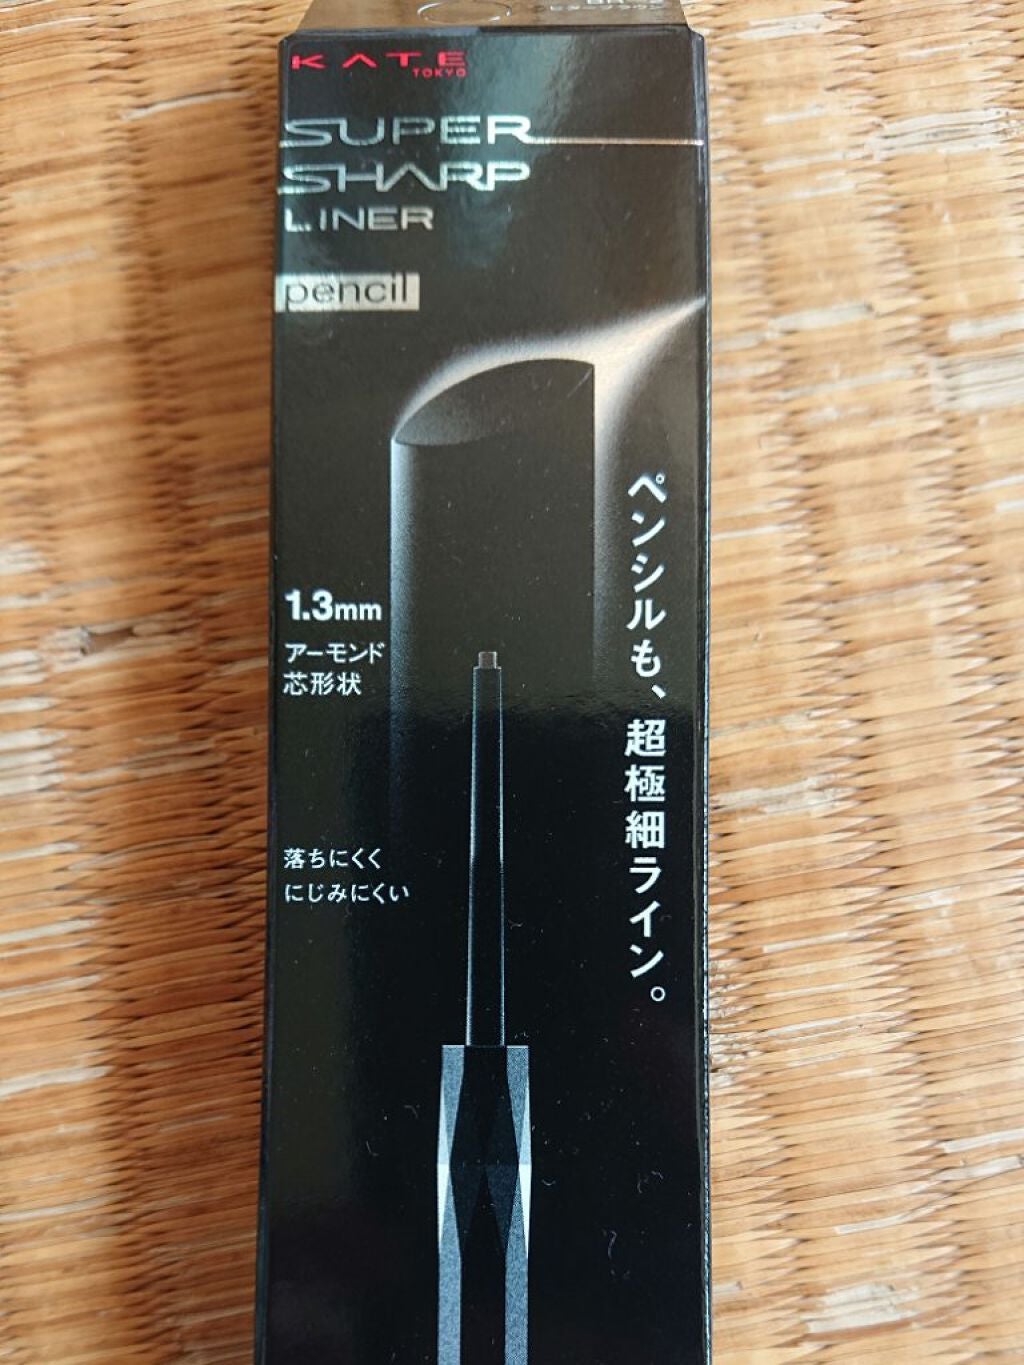 KATE
TOKYO
SUPER
SHARP
LINER
pencil
ペンシルも、超極細ライン。
1.3mm
アーモンド
芯形状
落ちにくく
にじみにくい